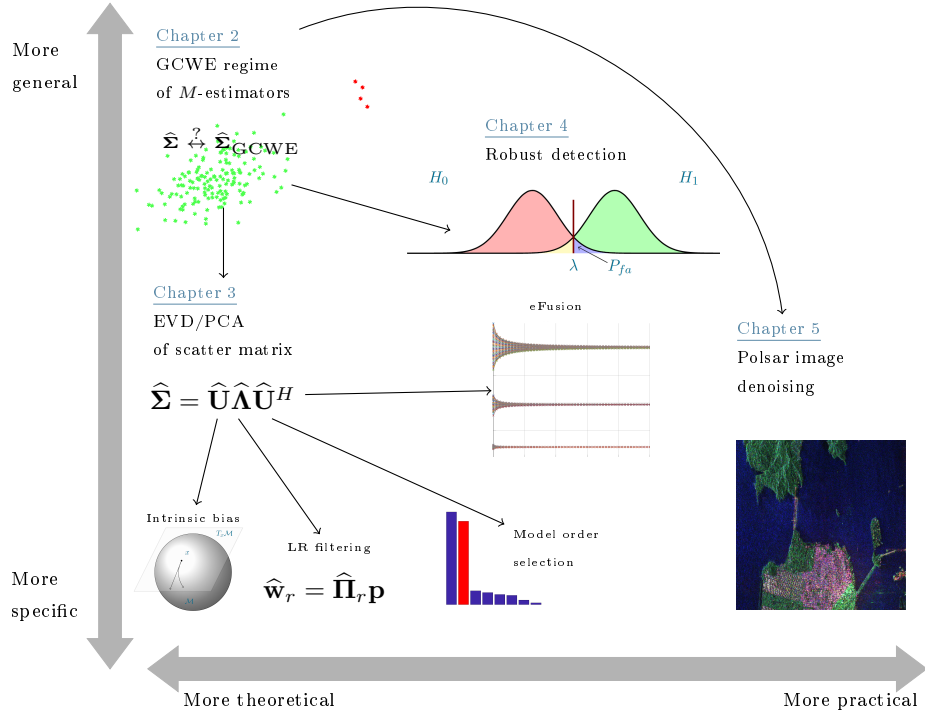 More
general
Chapter 2
GCWE regime
of M-estimators
Σ̂ ↔? Σ̂_GCWE
Chapter 4
Robust detection
H_0
H_1
λ
P_fa
Chapter 3
EVD/PCA
of scatter matrix
Σ̂ = ÛΛ̂Û^H
eFusion
Chapter 5
Polsar image
denoising
Intrinsic bias
T_xM
x
M
LR filtering
ŵ_r = Π̂_r p
Model order
selection
More
specific
More theoretical
More practical